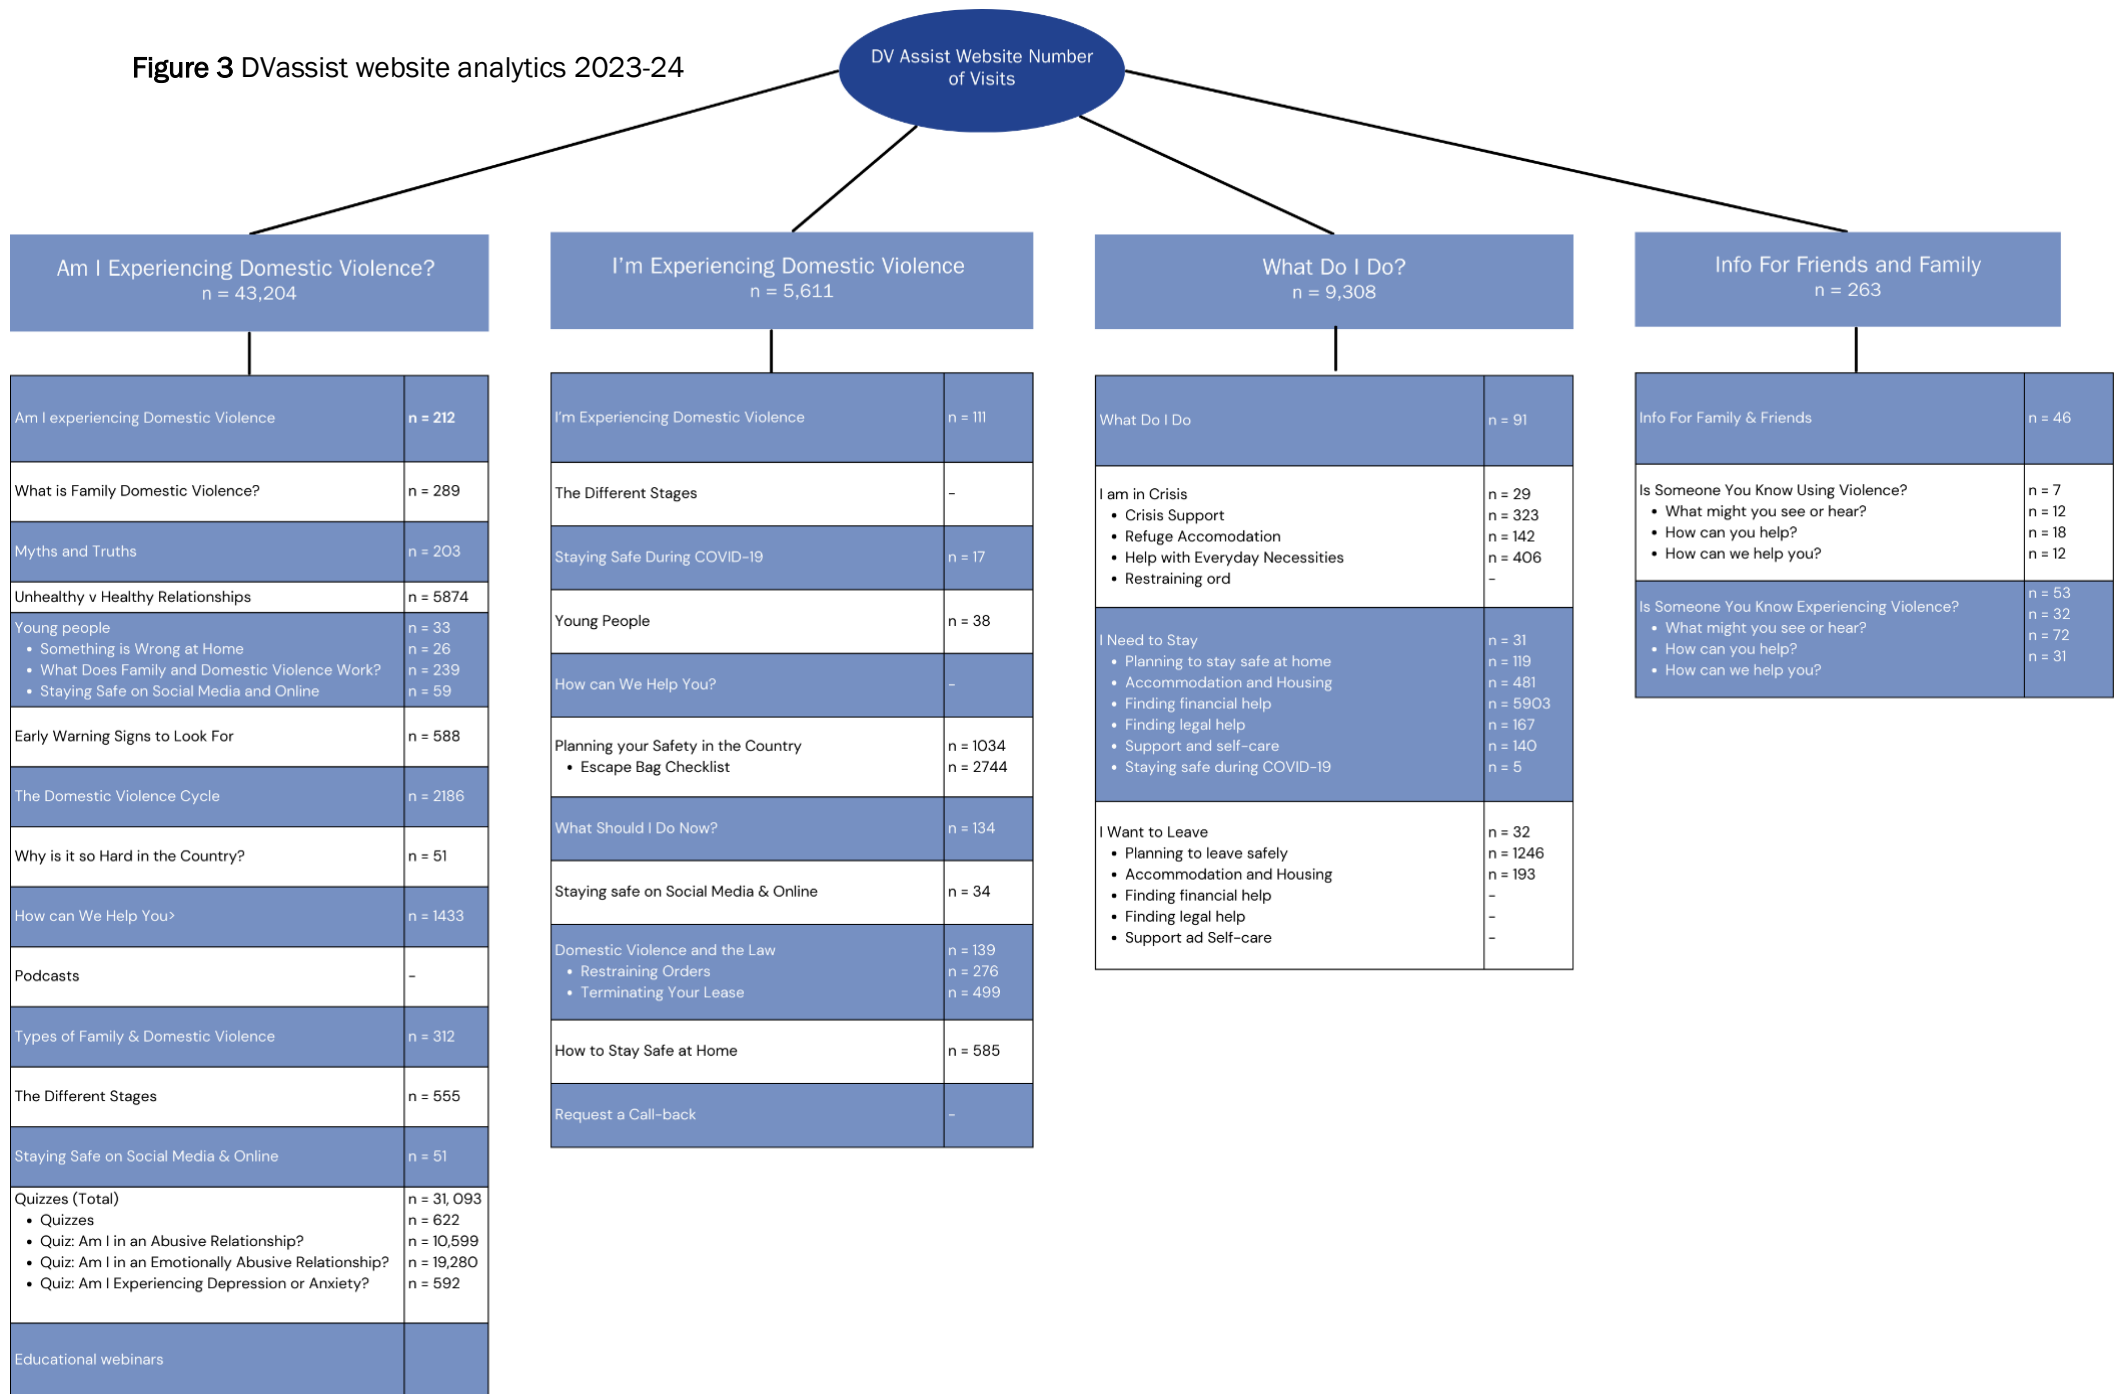 Figure 3 DVassist website analytics 2023-24
DV Assist Website Number
of Visits
Am I Experiencing Domestic Violence?
n = 43,204
Am I experiencing Domestic Violence n = 212
What is Family Domestic Violence? n = 289
Myths and Truths n = 203
Unhealthy v Healthy Relationships n = 5874
Young people n = 33
• Something is Wrong at Home n = 26
• What Does Family and Domestic Violence Work? n = 239
• Staying Safe on Social Media and Online n = 59
Early Warning Signs to Look For n = 588
The Domestic Violence Cycle n = 2186
Why is it so Hard in the Country? n = 51
How can We Help You> n = 1433
Podcasts -
Types of Family & Domestic Violence n = 312
The Different Stages n = 555
Staying Safe on Social Media & Online n = 51
Quizzes (Total) n = 31, 093
• Quizzes n = 622
• Quiz: Am I in an Abusive Relationship? n = 10,599
• Quiz: Am I in an Emotionally Abusive Relationship? n = 19,280
• Quiz: Am I Experiencing Depression or Anxiety? n = 592
Educational webinars
I'm Experiencing Domestic Violence
n = 5,611
I'm Experiencing Domestic Violence n = 111
The Different Stages -
Staying Safe During COVID-19 n = 17
Young People n = 38
How can We Help You? -
Planning your Safety in the Country n = 1034
• Escape Bag Checklist n = 2744
What Should I Do Now? n = 134
Staying safe on Social Media & Online n = 34
Domestic Violence and the Law n = 139
• Restraining Orders n = 276
• Terminating Your Lease n = 499
How to Stay Safe at Home n = 585
Request a Call-back -
What Do I Do?
n = 9,308
What Do I Do n = 91
I am in Crisis n = 29
• Crisis Support n = 323
• Refuge Accomodation n = 142
• Help with Everyday Necessities n = 406
• Restraining ord -
I Need to Stay n = 31
• Planning to stay safe at home n = 119
• Accommodation and Housing n = 481
• Finding financial help n = 5903
• Finding legal help n = 167
• Support and self-care n = 140
• Staying safe during COVID-19 n = 5
I Want to Leave n = 32
• Planning to leave safely n = 1246
• Accommodation and Housing n = 193
• Finding financial help -
• Finding legal help -
• Support ad Self-care -
Info For Friends and Family
n = 263
Info For Family & Friends n = 46
Is Someone You Know Using Violence? n = 7
• What might you see or hear? n = 12
• How can you help? n = 18
• How can we help you? n = 12
Is Someone You Know Experiencing Violence? n = 53
• What might you see or hear? n = 32
• How can you help? n = 72
• How can we help you? n = 31